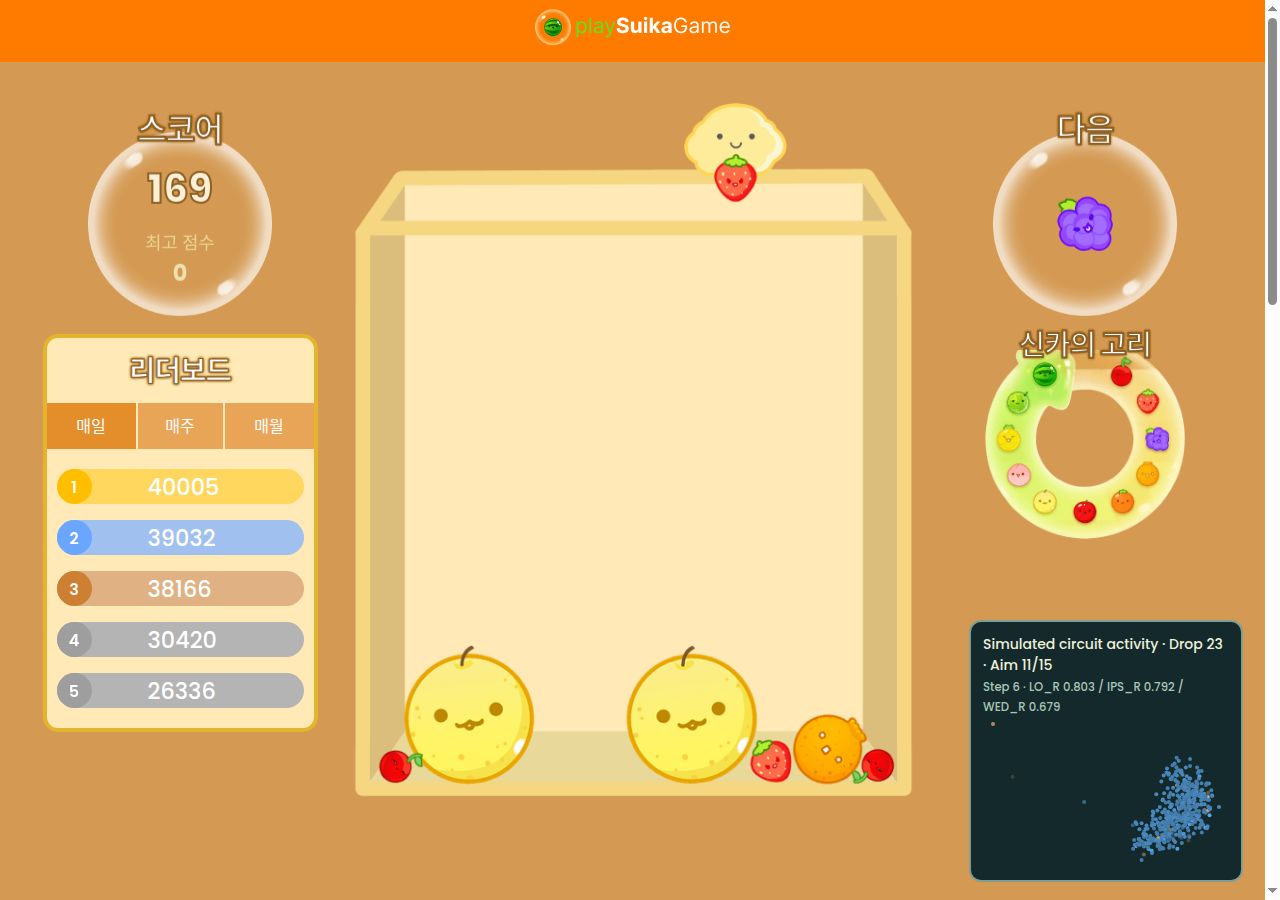 playSuikaGame
스코어
169
최고 점수
0
다음
신카의 고리
리더보드
매일 매주 매월
1 40005
2 39032
3 38166
4 30420
5 26336
Simulated circuit activity · Drop 23
· Aim 11/15
Step 6 · LO_R 0.803 / IPS_R 0.792 /
WED_R 0.679